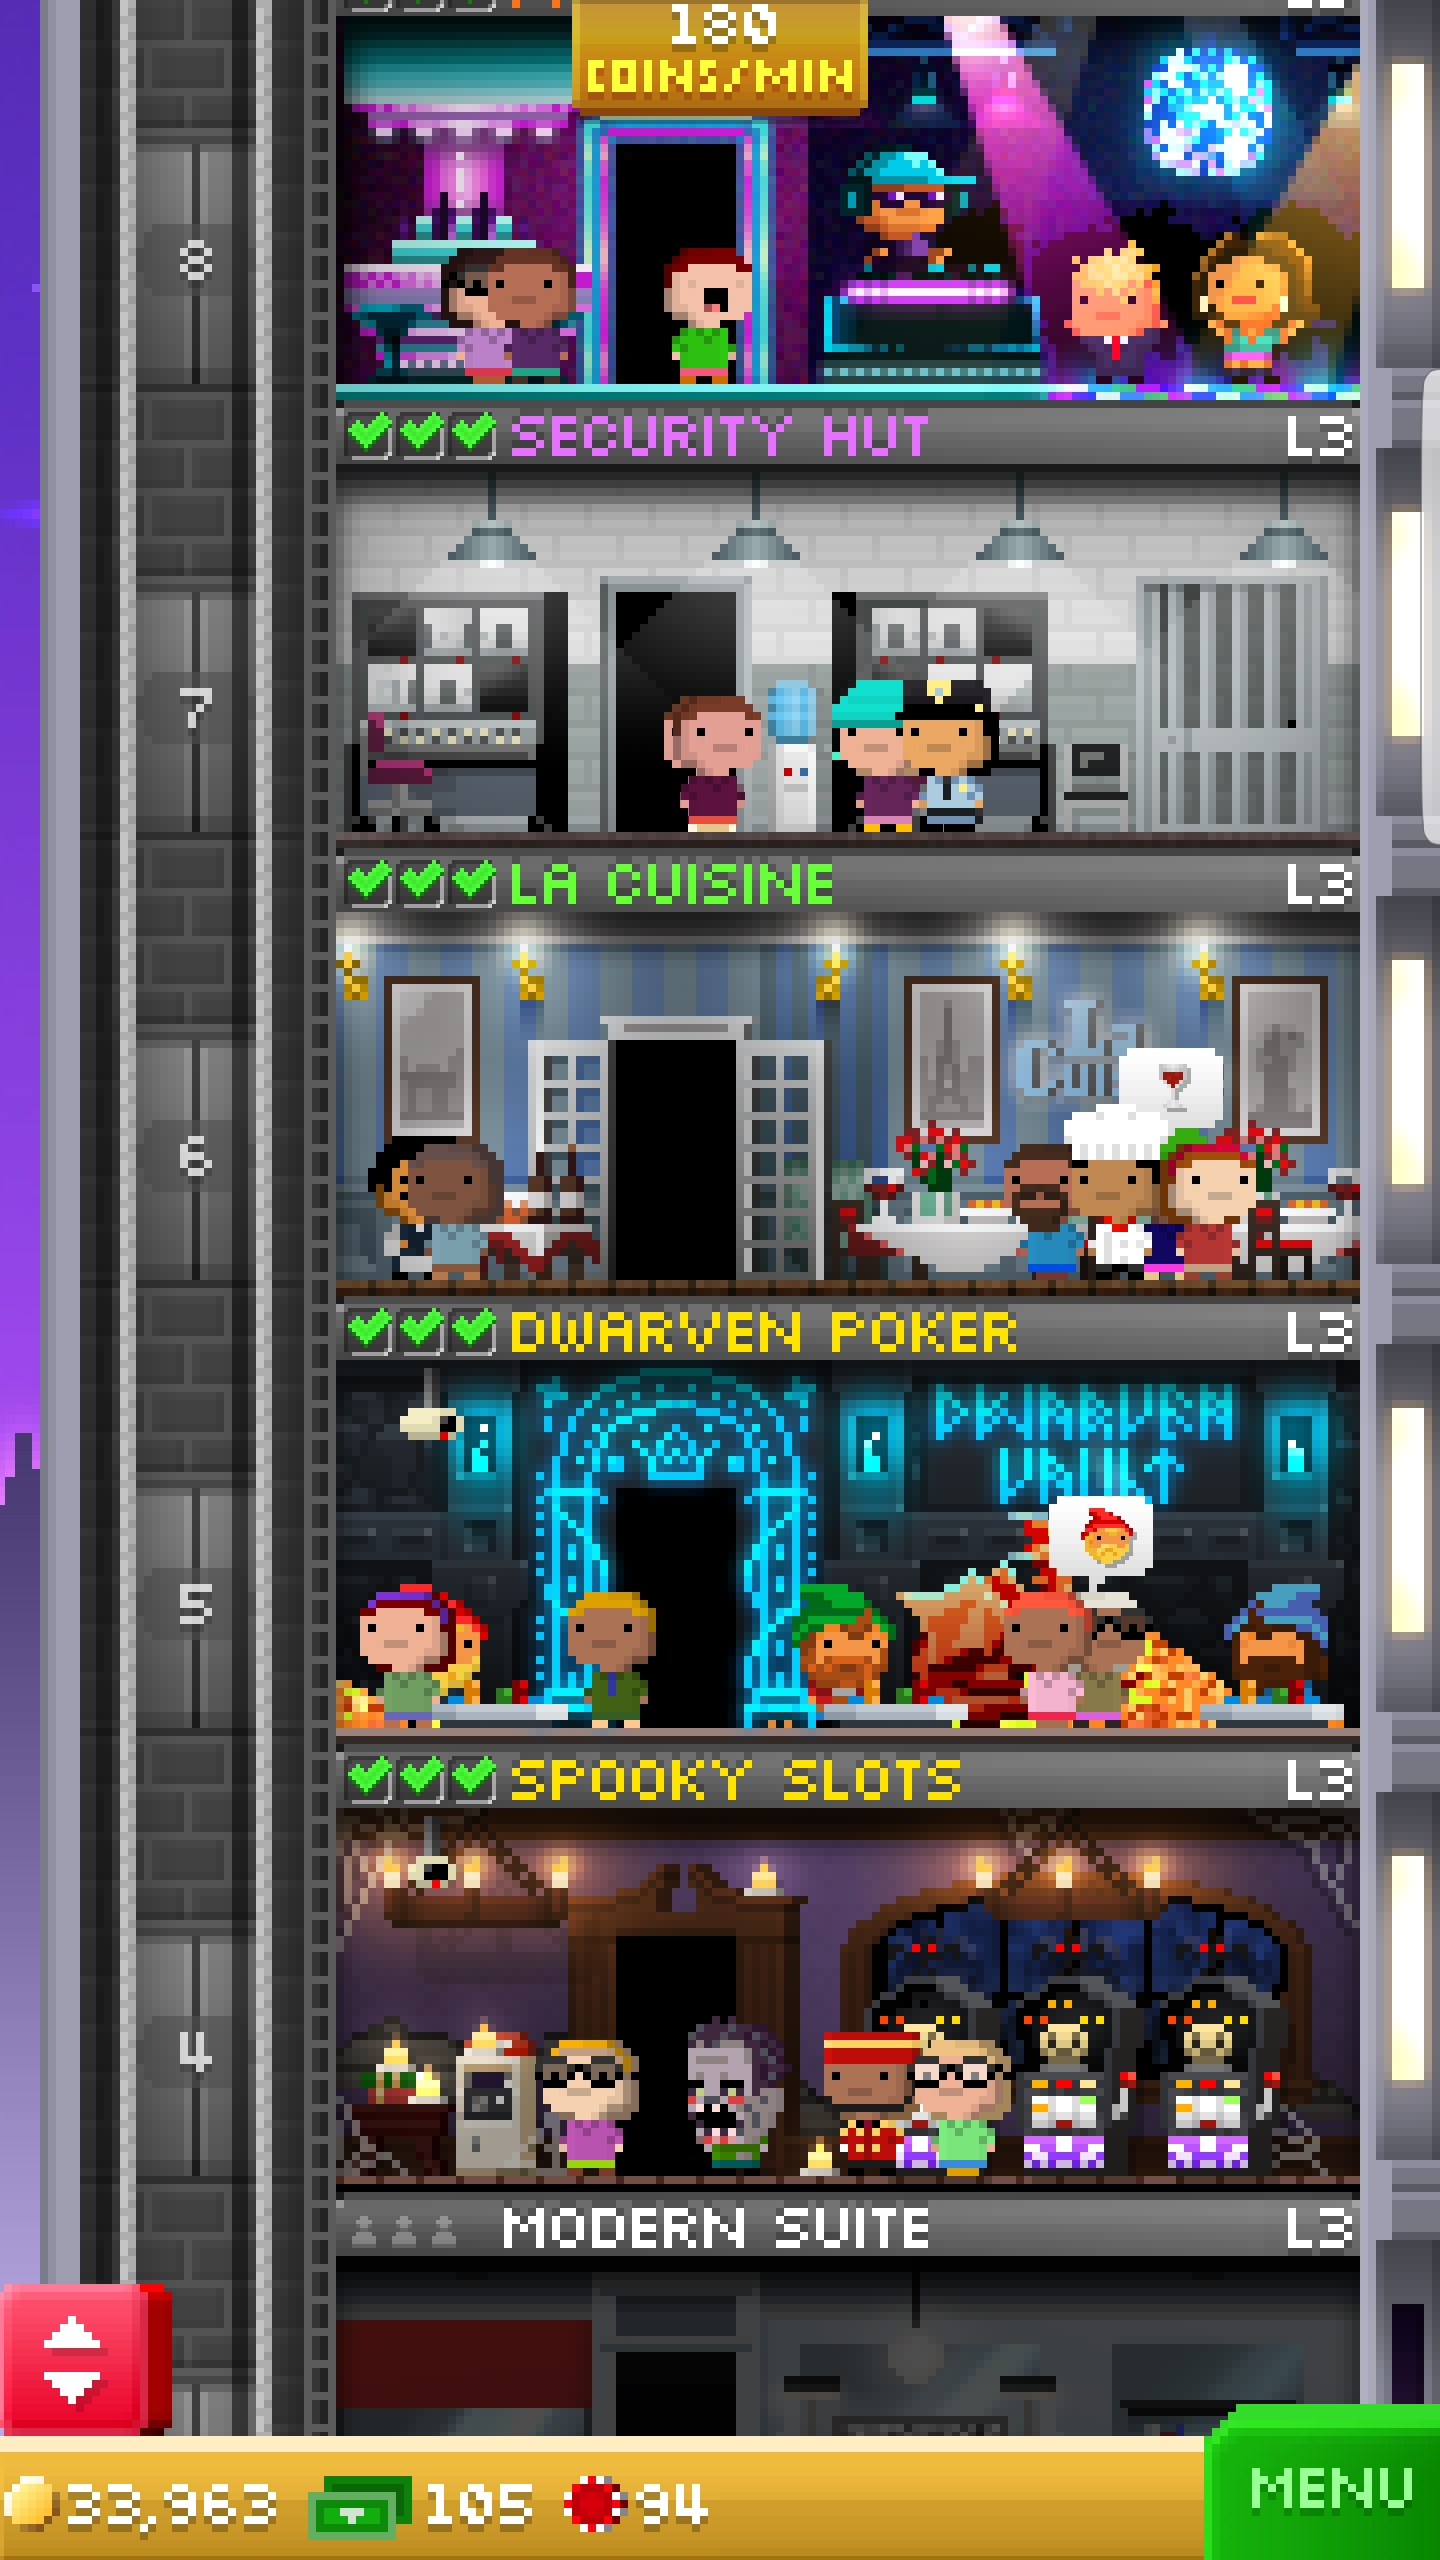 180
COINS/MIN
8
SECURITY HUT L3
7
LA CUISINE L3
6
DWARVEN POKER L3
DWARVEN
VAULT
5
SPOOKY SLOTS L3
4
MODERN SUITE L3
33,963 105 94
MENU